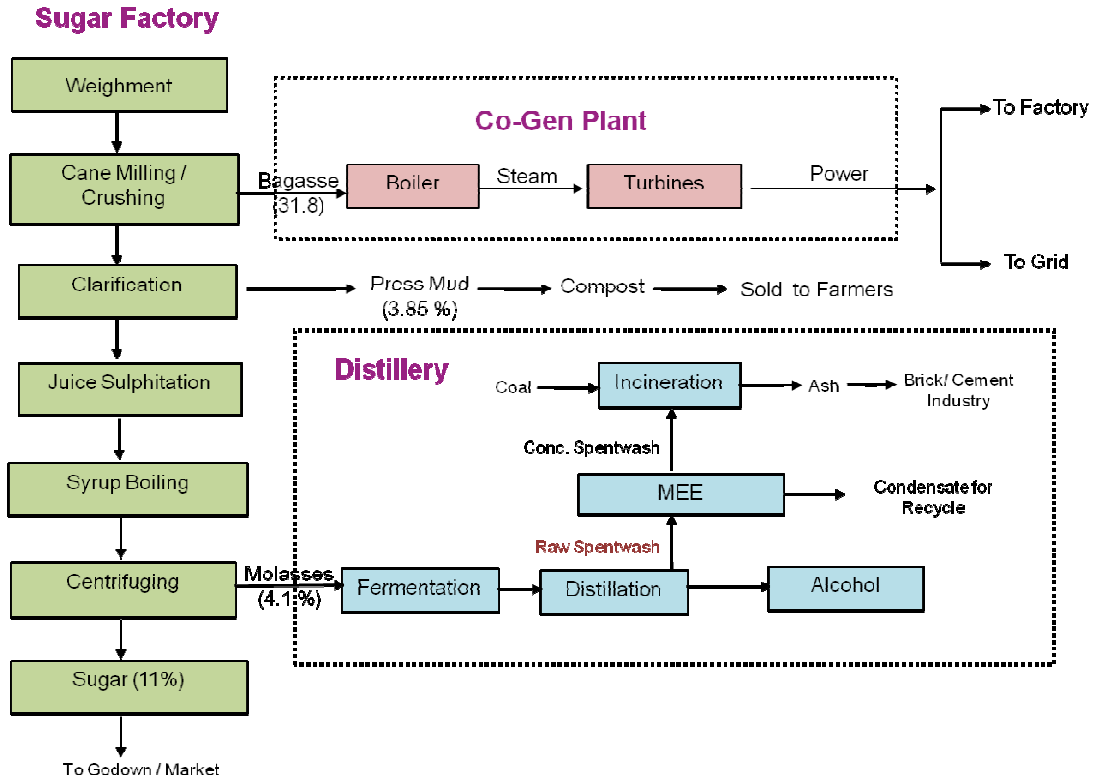 Sugar Factory
Weighment
Co-Gen Plant
To Factory
Cane Milling /
Crushing
Bagasse
(31.8)
Boiler
Steam
Turbines
Power
To Grid
Clarification
Press Mud
(3.85 %)
Compost
Sold to Farmers
Distillery
Juice Sulphitation
Coal
Incineration
Ash
Brick/ Cement
Industry
Conc. Spentwash
Syrup Boiling
MEE
Condensate for
Recycle
Raw Spentwash
Centrifuging
Molasses
(4.1 %)
Fermentation
Distillation
Alcohol
Sugar (11%)
To Godown / Market